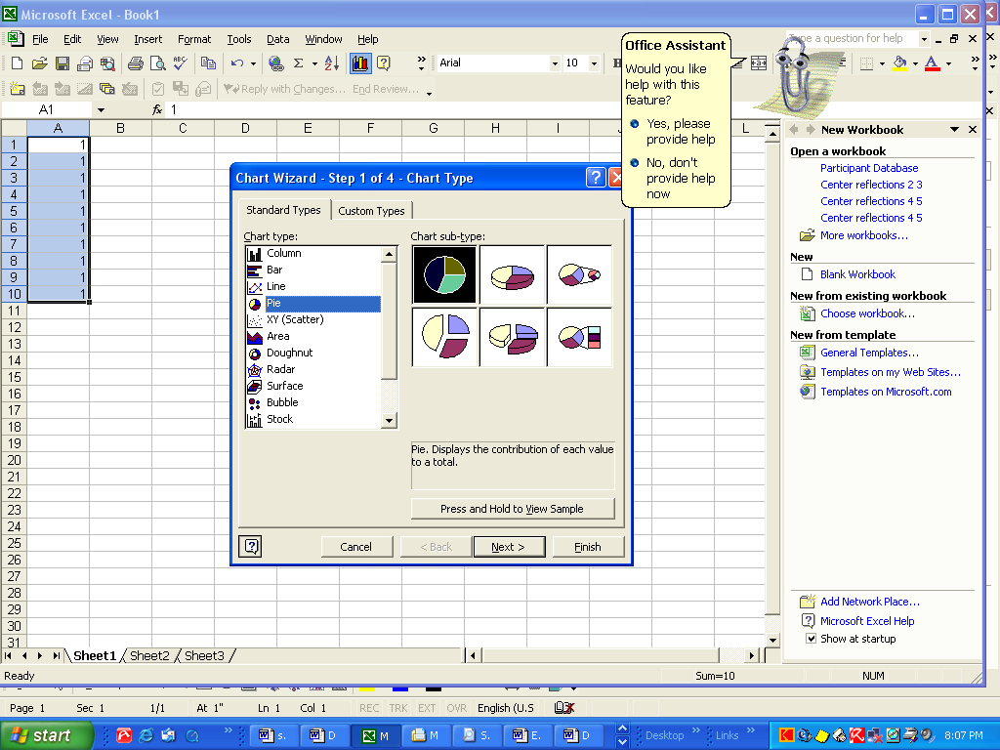 Microsoft Excel - Book1
File Edit View Insert Format Tools Data Window Help
Type a question for help
Arial 10 B
Reply with Changes... End Review...
A1 fx 1
A B C D E F G H I J L
1 1
2 1
3 1
4 1
5 1
6 1
7 1
8 1
9 1
10 1
11
12
13
14
15
16
17
18
19
20
21
22
23
24
25
26
27
28
29
30
31
Office Assistant
Would you like
help with this
feature?
Yes, please
provide help
No, don't
provide help
now
Chart Wizard - Step 1 of 4 - Chart Type
Standard Types Custom Types
Chart type:
Column
Bar
Line
Pie
XY (Scatter)
Area
Doughnut
Radar
Surface
Bubble
Stock
Chart sub-type:
Pie. Displays the contribution of each value
to a total.
Press and Hold to View Sample
Cancel < Back Next > Finish
New Workbook
Open a workbook
Participant Database
Center reflections 2 3
Center reflections 4 5
Center reflections 4 5
More workbooks...
New
Blank Workbook
New from existing workbook
Choose workbook...
New from template
General Templates...
Templates on my Web Sites...
Templates on Microsoft.com
Add Network Place...
Microsoft Excel Help
Show at startup
Sheet1 Sheet2 Sheet3
Ready Sum=10 NUM
Page 1 Sec 1 1/1 At 1" Ln 1 Col 1 REC TRK EXT OVR English (U.S
start s. D M M S. E. D Desktop » Links » 8:07 PM